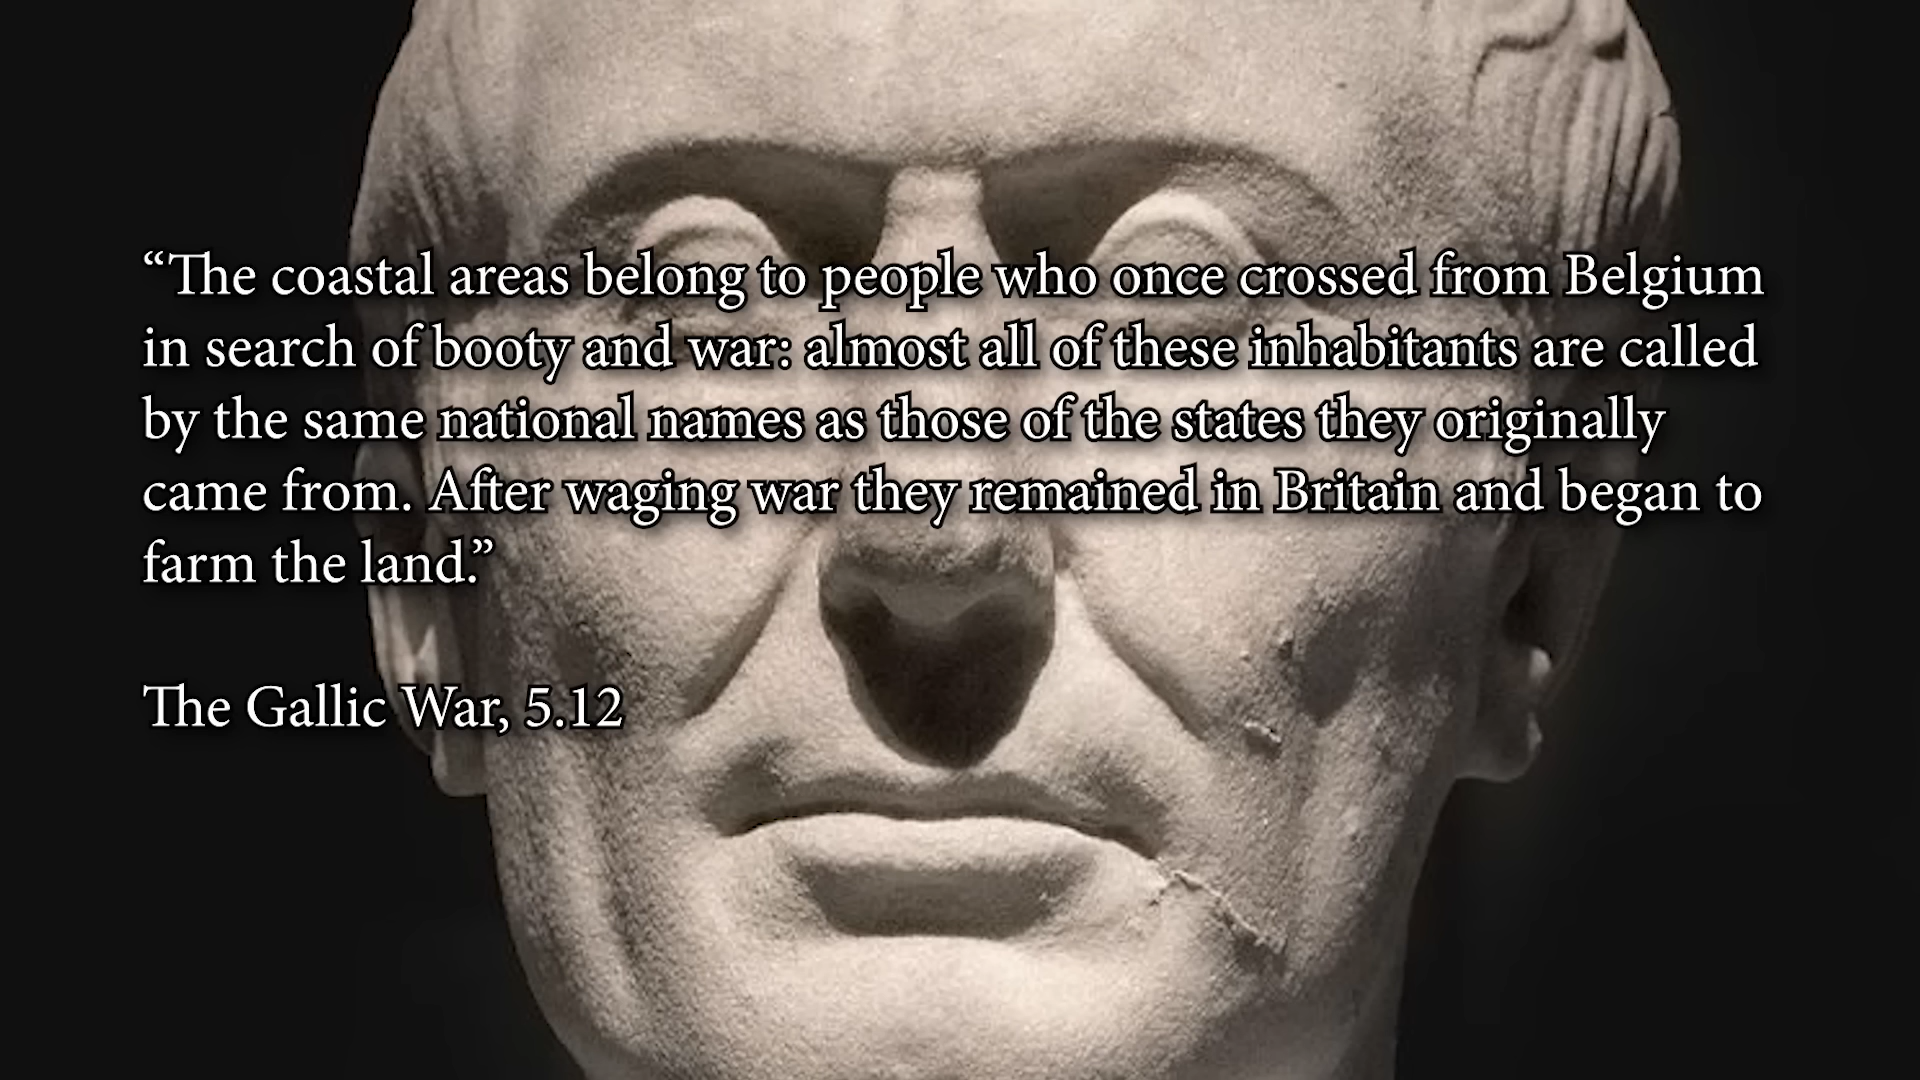 “The coastal areas belong to people who once crossed from Belgium
in search of booty and war: almost all of these inhabitants are called
by the same national names as those of the states they originally
came from. After waging war they remained in Britain and began to
farm the land.”
The Gallic War, 5.12